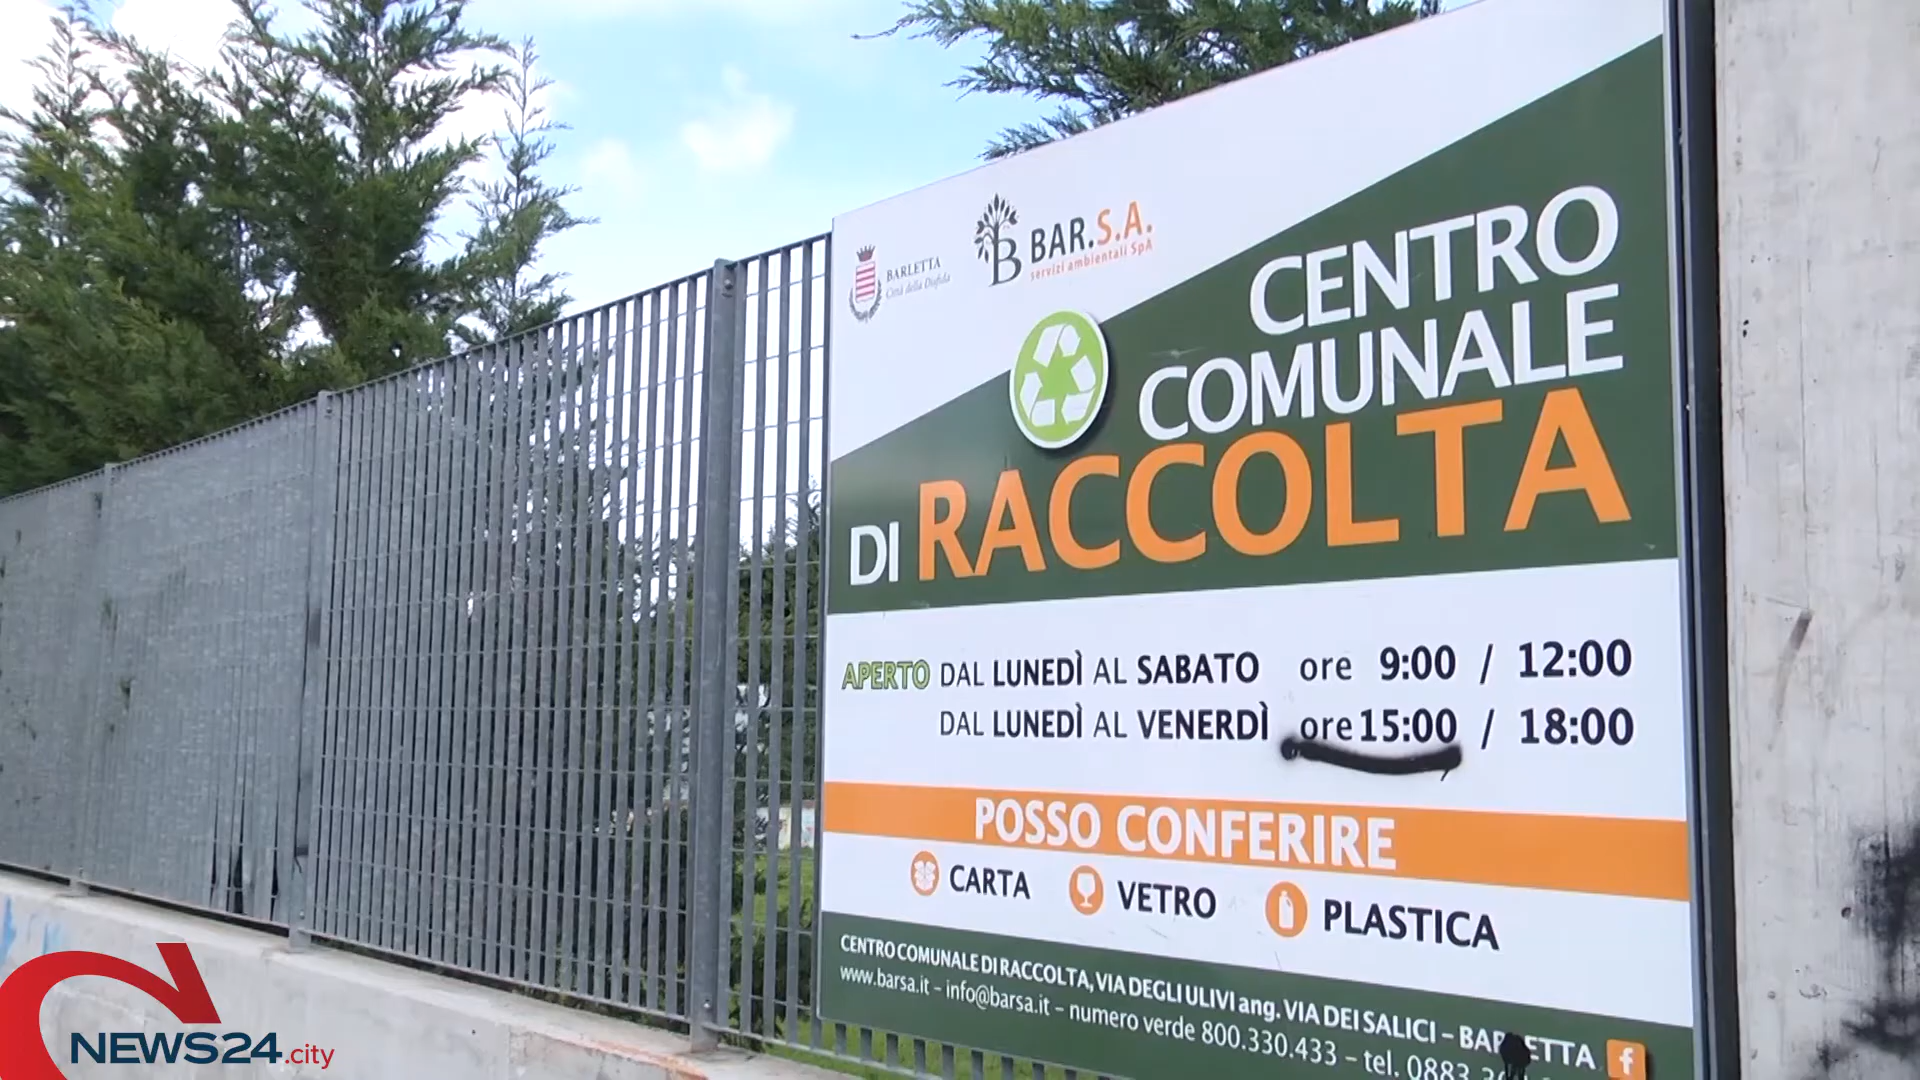 BARLETTA
Città della Disfida
BAR.S.A.
servizi ambientali SpA
CENTRO
COMUNALE
DI RACCOLTA
APERTO DAL LUNEDÌ AL SABATO ore 9:00 / 12:00
DAL LUNEDÌ AL VENERDÌ ore 15:00 / 18:00
POSSO CONFERIRE
CARTA VETRO PLASTICA
CENTRO COMUNALE DI RACCOLTA, VIA DEGLI ULIVI ang. VIA DEI SALICI – BARLETTA f
www.barsa.it – info@barsa.it – numero verde 800.330.433 – tel. 0883
NEWS24.city